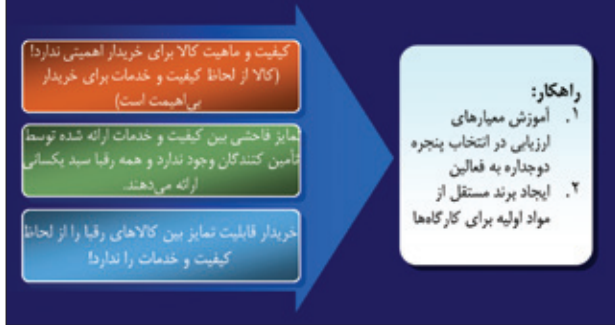 کیفیت و ماهیت کالا برای خریدار اهمیتی ندارد!
(کالا از لحاظ کیفیت و خدمات برای خریدار
بی‌اهیمت است)
تمایز فاحشی بین کیفیت و خدمات ارائه شده توسط
تأمین کنندگان وجود ندارد و همه رقبا سبد یکسانی
ارائه می‌دهند.
خریدار قابلیت تمایز بین کالاهای رقبا را از لحاظ
کیفیت و خدمات را ندارد!
راهکار:
۱. آموزش معیارهای
ارزیابی در انتخاب پنجره
دوجداره به فعالین
۲. ایجاد برند مستقل از
مواد اولیه برای کارگاه‌ها